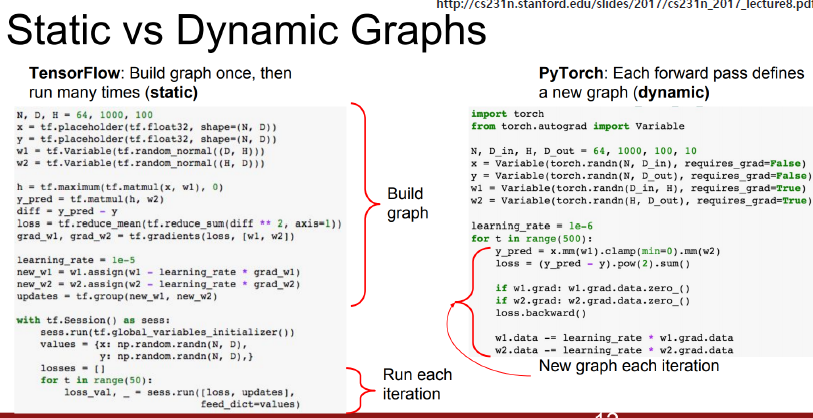 http://cs231n.stanford.edu/slides/2017/cs231n_2017_lecture8.pdf
Static vs Dynamic Graphs
TensorFlow: Build graph once, then
run many times (static)
N, D, H = 64, 1000, 100
x = tf.placeholder(tf.float32, shape=(N, D))
y = tf.placeholder(tf.float32, shape=(N, D))
w1 = tf.Variable(tf.random_normal((D, H)))
w2 = tf.Variable(tf.random_normal((H, D)))
h = tf.maximum(tf.matmul(x, w1), 0)
y_pred = tf.matmul(h, w2)
diff = y_pred - y
loss = tf.reduce_mean(tf.reduce_sum(diff ** 2, axis=1))
grad_w1, grad_w2 = tf.gradients(loss, [w1, w2])
learning_rate = 1e-5
new_w1 = w1.assign(w1 - learning_rate * grad_w1)
new_w2 = w2.assign(w2 - learning_rate * grad_w2)
updates = tf.group(new_w1, new_w2)
with tf.Session() as sess:
    sess.run(tf.global_variables_initializer())
    values = {x: np.random.randn(N, D),
              y: np.random.randn(N, D),}
    losses = []
    for t in range(50):
        loss_val, _ = sess.run([loss, updates],
                               feed_dict=values)
Build
graph
Run each
iteration
PyTorch: Each forward pass defines
a new graph (dynamic)
import torch
from torch.autograd import Variable
N, D_in, H, D_out = 64, 1000, 100, 10
x = Variable(torch.randn(N, D_in), requires_grad=False)
y = Variable(torch.randn(N, D_out), requires_grad=False)
w1 = Variable(torch.randn(D_in, H), requires_grad=True)
w2 = Variable(torch.randn(H, D_out), requires_grad=True)
learning_rate = 1e-6
for t in range(500):
    y_pred = x.mm(w1).clamp(min=0).mm(w2)
    loss = (y_pred - y).pow(2).sum()
    if w1.grad: w1.grad.data.zero_()
    if w2.grad: w2.grad.data.zero_()
    loss.backward()
    w1.data -= learning_rate * w1.grad.data
    w2.data -= learning_rate * w2.grad.data
New graph each iteration